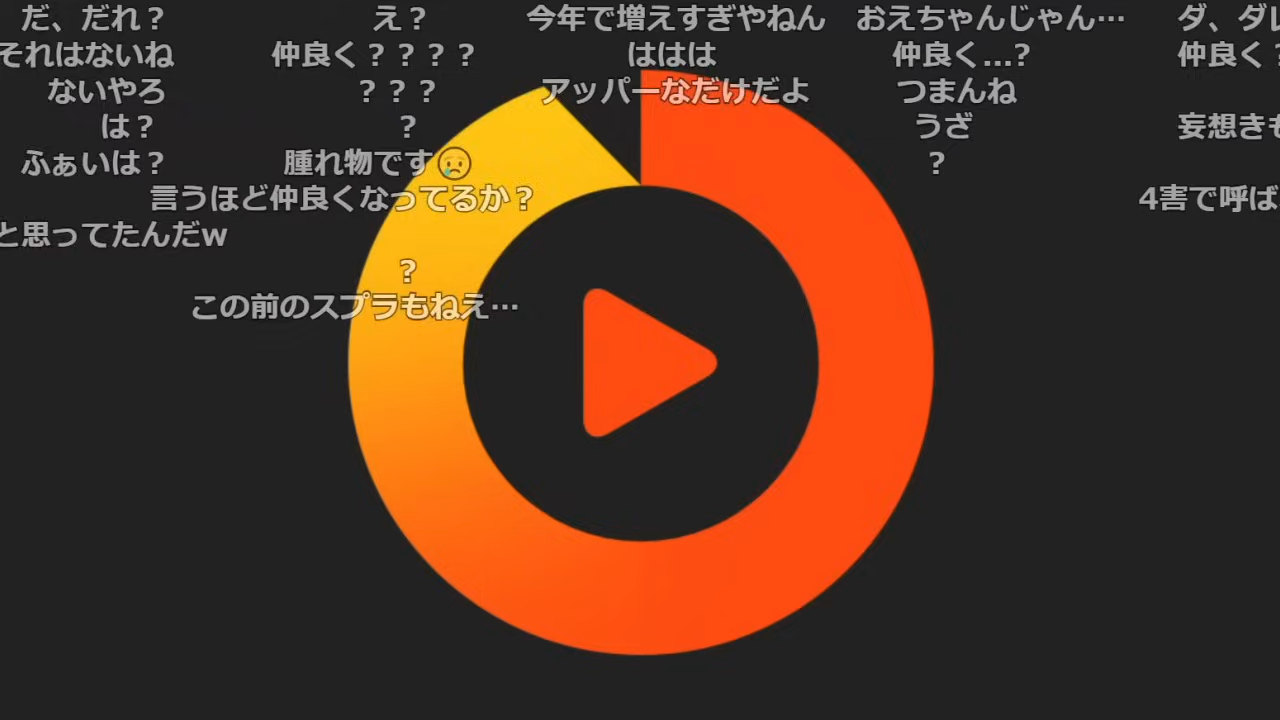 だ、だれ？ え？ 今年で増えすぎやねん おえちゃんじゃん… ダ、ダ
それはないね 仲良く？？？？ ははは 仲良く…? 仲良く
ないやろ ？？？ アッパーなだけだよ つまんね
は？ ? うざ 妄想き
ふぁいは？ 腫れ物です😢 ?
言うほど仲良くなってるか？ 4害で呼ば
と思ってたんだw
?
この前のスプラもねえ…